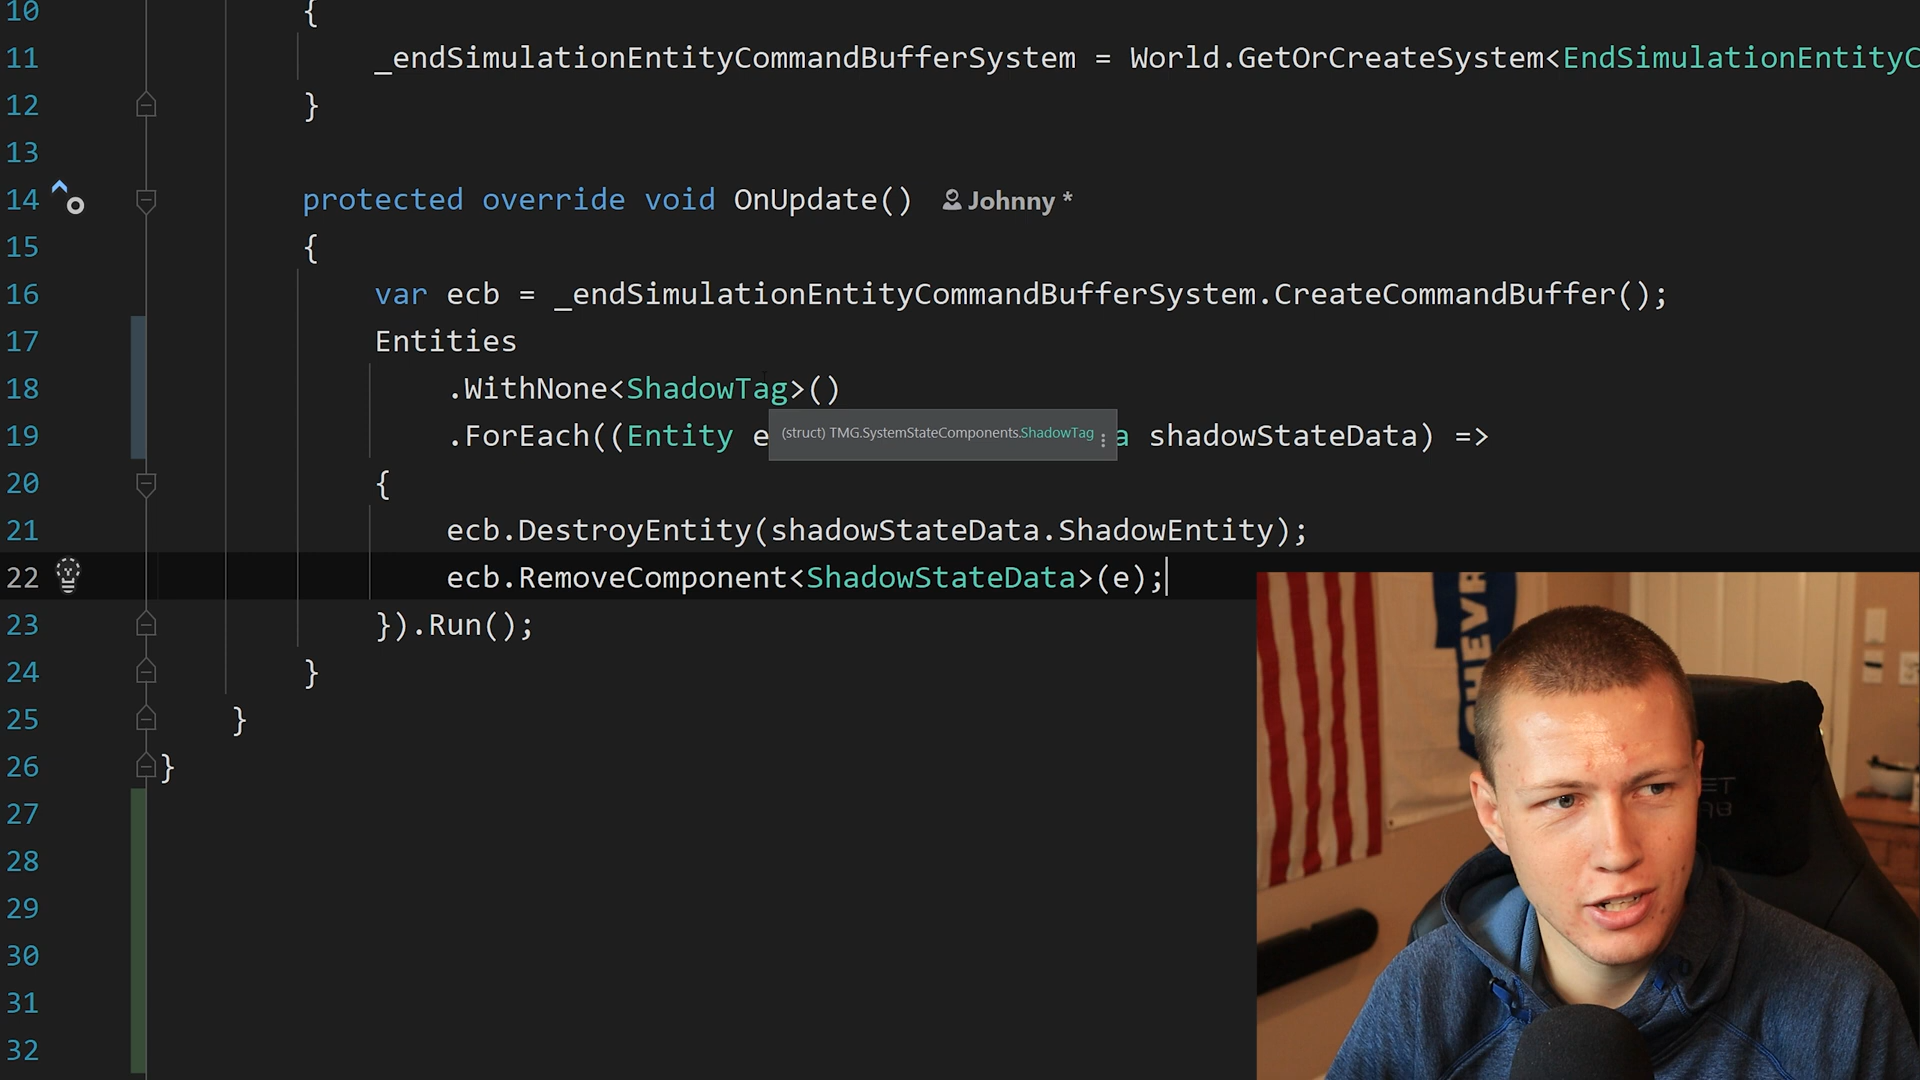 10 {
11 _endSimulationEntityCommandBufferSystem = World.GetOrCreateSystem<EndSimulationEntityC
12 }
13
14 protected override void OnUpdate() Johnny *
15 {
16 var ecb = _endSimulationEntityCommandBufferSystem.CreateCommandBuffer();
17 Entities
18 .WithNone<ShadowTag>()
19 .ForEach((Entity e a shadowStateData) =>
(struct) TMG.SystemStateComponents.ShadowTag
20 {
21 ecb.DestroyEntity(shadowStateData.ShadowEntity);
22 ecb.RemoveComponent<ShadowStateData>(e);
23 }).Run();
24 }
25 }
26 }
27
28
29
30
31
32